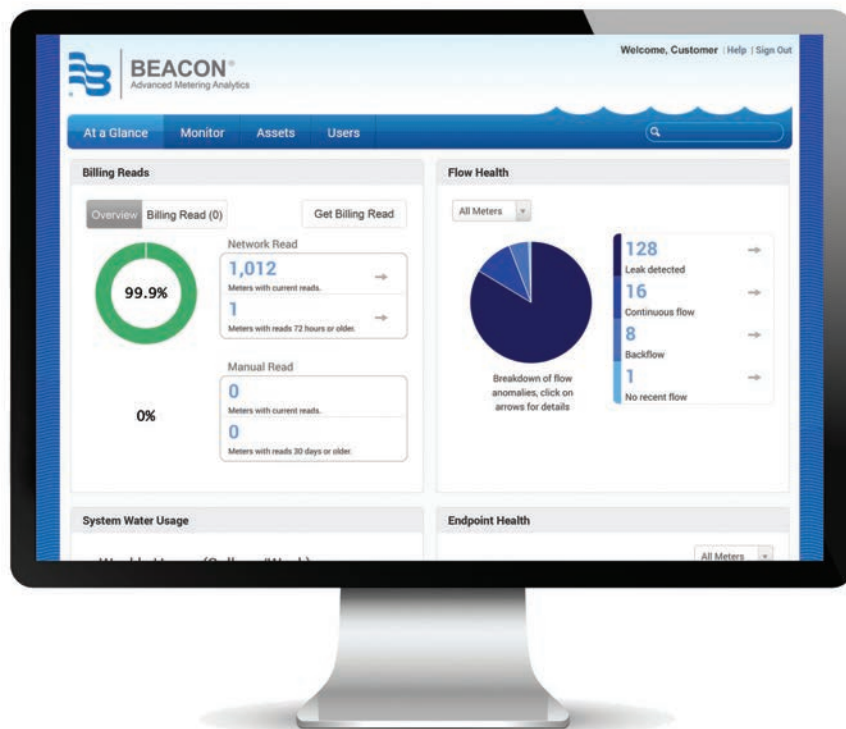 Welcome, Customer | Help | Sign Out
BEACON®
Advanced Metering Analytics
At a Glance Monitor Assets Users
Billing Reads
Overview Billing Read (0) Get Billing Read
99.9%
Network Read
1,012
Meters with current reads.
1
Meters with reads 72 hours or older.
0%
Manual Read
0
Meters with current reads.
0
Meters with reads 30 days or older.
Flow Health
All Meters
Breakdown of flow
anomalies, click on
arrows for details
128
Leak detected
16
Continuous flow
8
Backflow
1
No recent flow
System Water Usage
Endpoint Health
All Meters